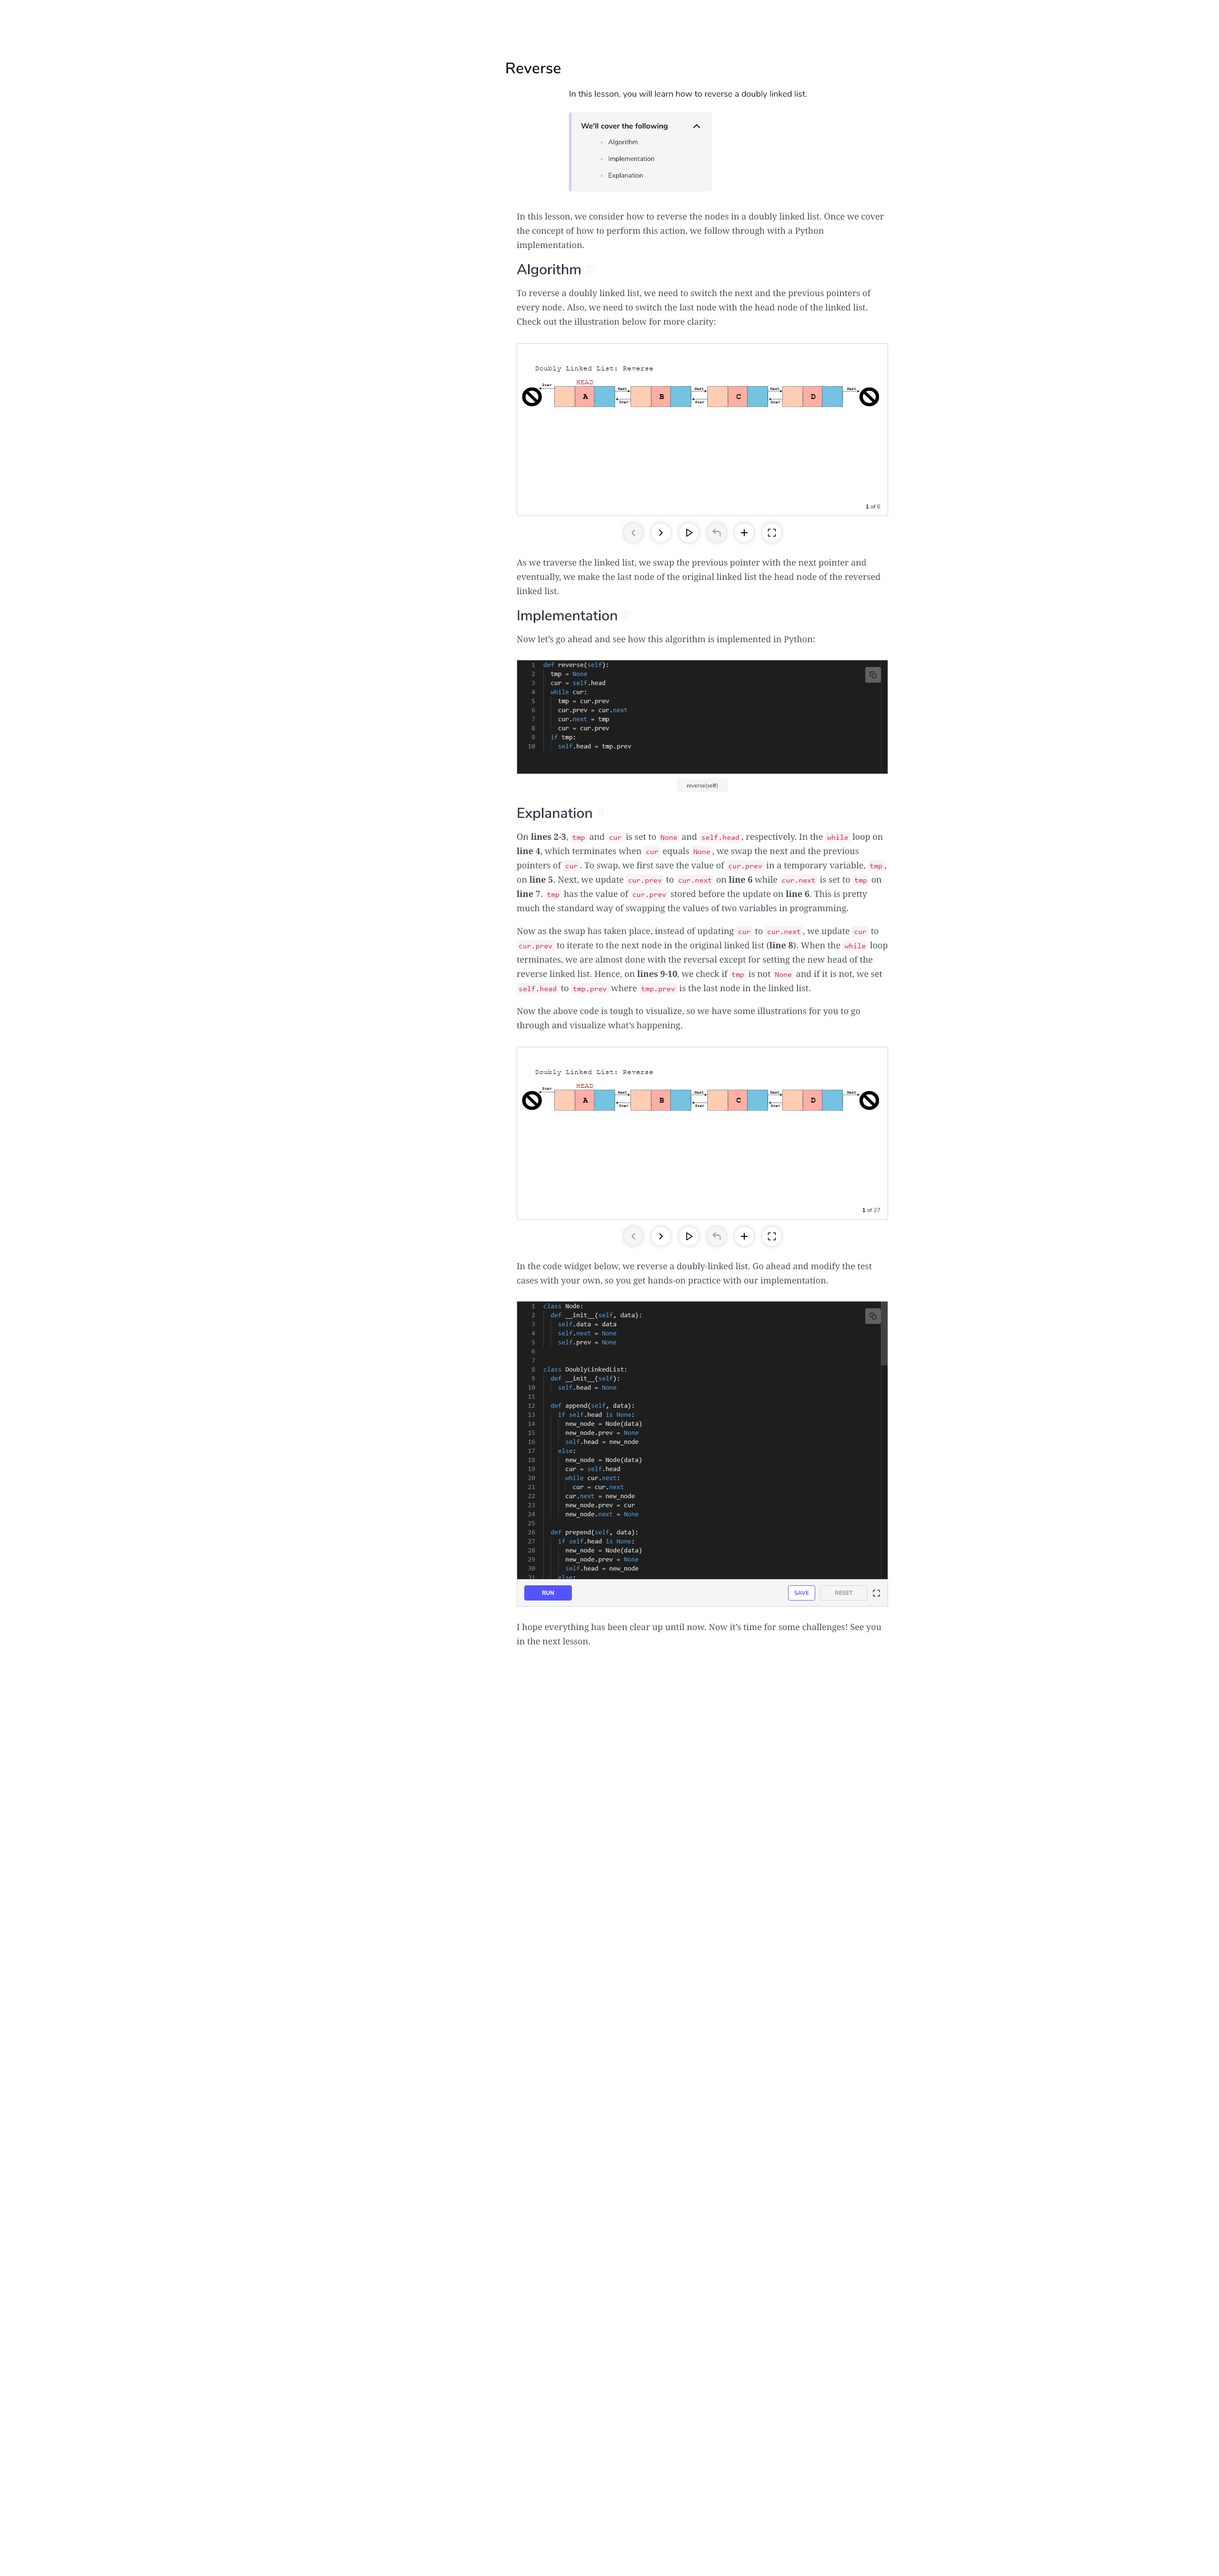 Reverse
In this lesson, you will learn how to reverse a doubly linked list.
We'll cover the following
Algorithm
Implementation
Explanation
In this lesson, we consider how to reverse the nodes in a doubly linked list. Once we cover
the concept of how to perform this action, we follow through with a Python
implementation.
Algorithm
To reverse a doubly linked list, we need to switch the next and the previous pointers of
every node. Also, we need to switch the last node with the head node of the linked list.
Check out the illustration below for more clarity:
Doubly Linked List: Reverse
HEAD
Prev Next Next Next Next
A B C D
Prev Prev Prev
1 of 6
As we traverse the linked list, we swap the previous pointer with the next pointer and
eventually, we make the last node of the original linked list the head node of the reversed
linked list.
Implementation
Now let’s go ahead and see how this algorithm is implemented in Python:
1 def reverse(self):
2 tmp = None
3 cur = self.head
4 while cur:
5 tmp = cur.prev
6 cur.prev = cur.next
7 cur.next = tmp
8 cur = cur.prev
9 if tmp:
10 self.head = tmp.prev
reverse(self)
Explanation
On lines 2-3, tmp and cur is set to None and self.head, respectively. In the while loop on
line 4, which terminates when cur equals None, we swap the next and the previous
pointers of cur. To swap, we first save the value of cur.prev in a temporary variable, tmp,
on line 5. Next, we update cur.prev to cur.next on line 6 while cur.next is set to tmp on
line 7. tmp has the value of cur.prev stored before the update on line 6. This is pretty
much the standard way of swapping the values of two variables in programming.
Now as the swap has taken place, instead of updating cur to cur.next, we update cur to
cur.prev to iterate to the next node in the original linked list (line 8). When the while loop
terminates, we are almost done with the reversal except for setting the new head of the
reverse linked list. Hence, on lines 9-10, we check if tmp is not None and if it is not, we set
self.head to tmp.prev where tmp.prev is the last node in the linked list.
Now the above code is tough to visualize, so we have some illustrations for you to go
through and visualize what’s happening.
Doubly Linked List: Reverse
HEAD
Prev Next Next Next Next
A B C D
Prev Prev Prev
1 of 27
In the code widget below, we reverse a doubly-linked list. Go ahead and modify the test
cases with your own, so you get hands-on practice with our implementation.
1 class Node:
2 def __init__(self, data):
3 self.data = data
4 self.next = None
5 self.prev = None
6
7
8 class DoublyLinkedList:
9 def __init__(self):
10 self.head = None
11
12 def append(self, data):
13 if self.head is None:
14 new_node = Node(data)
15 new_node.prev = None
16 self.head = new_node
17 else:
18 new_node = Node(data)
19 cur = self.head
20 while cur.next:
21 cur = cur.next
22 cur.next = new_node
23 new_node.prev = cur
24 new_node.next = None
25
26 def prepend(self, data):
27 if self.head is None:
28 new_node = Node(data)
29 new_node.prev = None
30 self.head = new_node
31 else:
RUN SAVE RESET
I hope everything has been clear up until now. Now it’s time for some challenges! See you
in the next lesson.